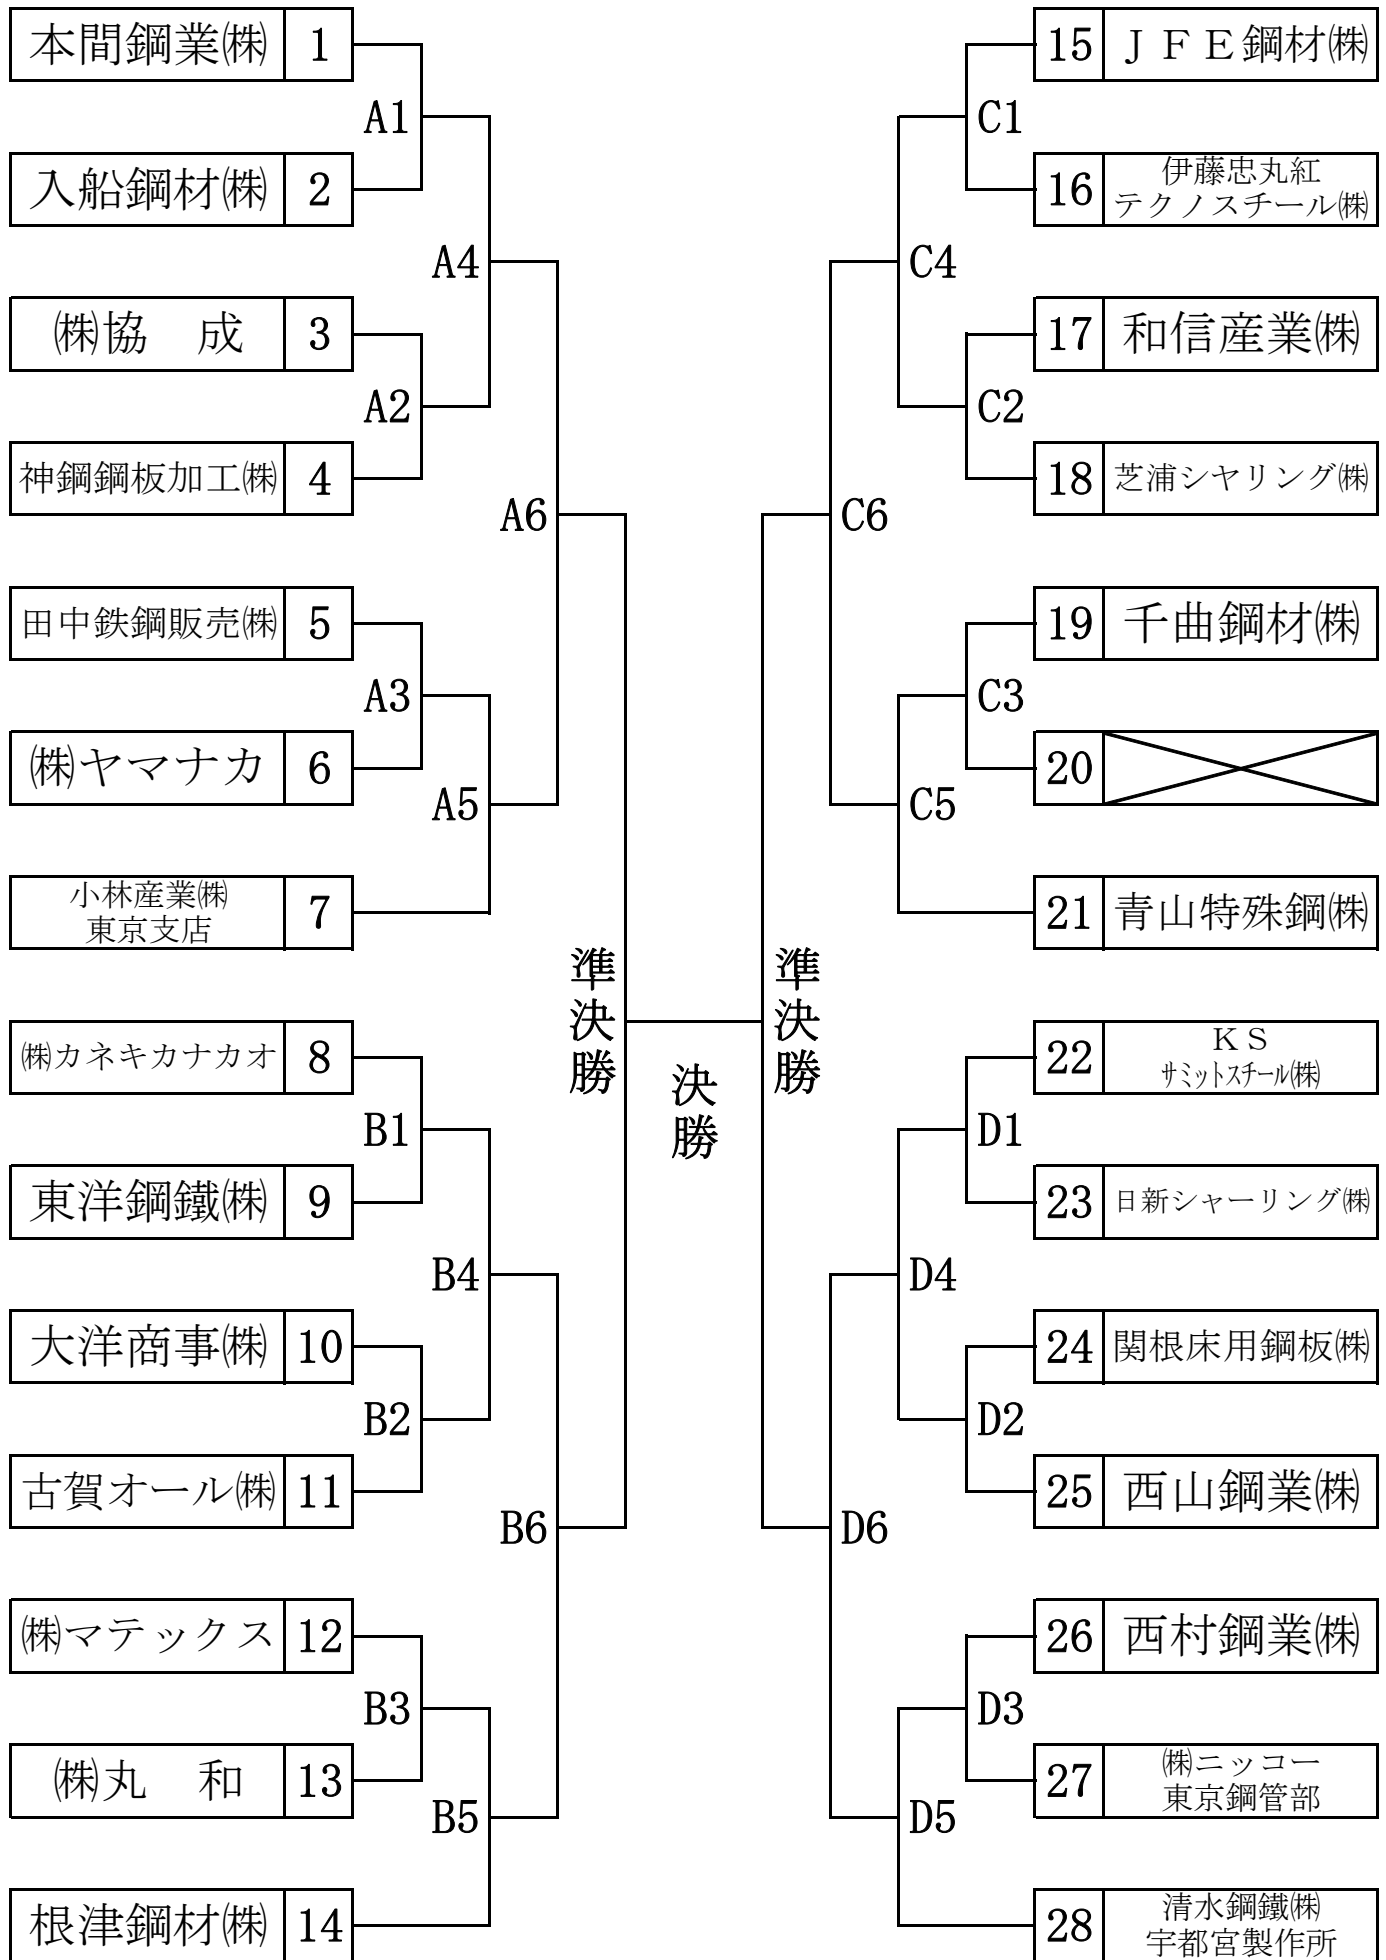 本間鋼業㈱ 1
A1
入船鋼材㈱ 2
A4
㈱協　成 3
A2
神鋼鋼板加工㈱ 4
A6
田中鉄鋼販売㈱ 5
A3
㈱ヤマナカ 6
A5
小林産業㈱
東京支店
7
準決勝
㈱カネキカナカオ 8
B1
東洋鋼鐵㈱ 9
B4
大洋商事㈱ 10
B2
古賀オール㈱ 11
B6
㈱マテックス 12
B3
㈱丸　和 13
B5
根津鋼材㈱ 14
決勝
15 ＪＦＥ鋼材㈱
C1
16
伊藤忠丸紅
テクノスチール㈱
C4
17 和信産業㈱
C2
18 芝浦シヤリング㈱
C6
19 千曲鋼材㈱
C3
20
C5
21 青山特殊鋼㈱
準決勝
22
ＫＳ
サミットスチール㈱
D1
23 日新シャーリング㈱
D4
24 関根床用鋼板㈱
D2
25 西山鋼業㈱
D6
26 西村鋼業㈱
D3
27
㈱ニッコー
東京鋼管部
D5
28
清水鋼鐵㈱
宇都宮製作所